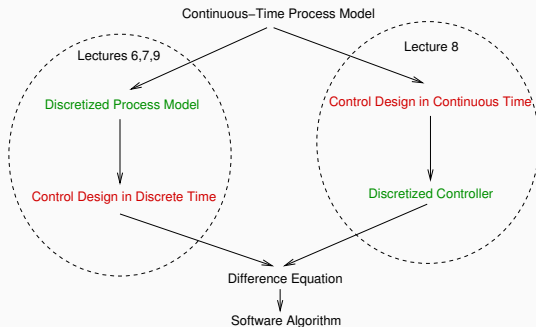 Continuous−Time Process Model
Lectures 6,7,9
Lecture 8
Discretized Process Model
Control Design in Continuous Time
Control Design in Discrete Time
Discretized Controller
Difference Equation
Software Algorithm